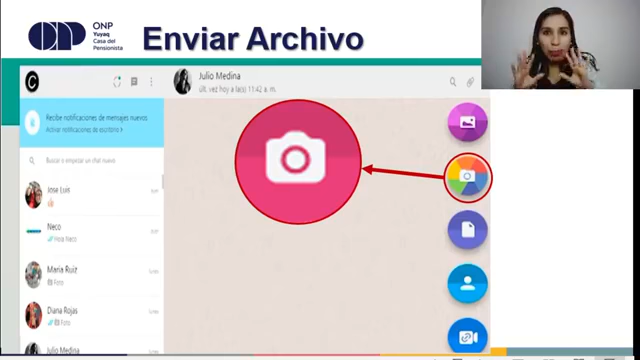 ONP
Yuyaq
Casa del
Pensionista
Enviar Archivo
Julio Medina
últ. vez hoy a la(s) 11:42 a. m.
Recibe notificaciones de mensajes nuevos
Activar notificaciones de escritorio >
Buscar o empezar un chat nuevo
Jose Luis
Neco
Hola Neco
Maria Ruiz
Foto
Diana Rojas
Foto
Julio Medina